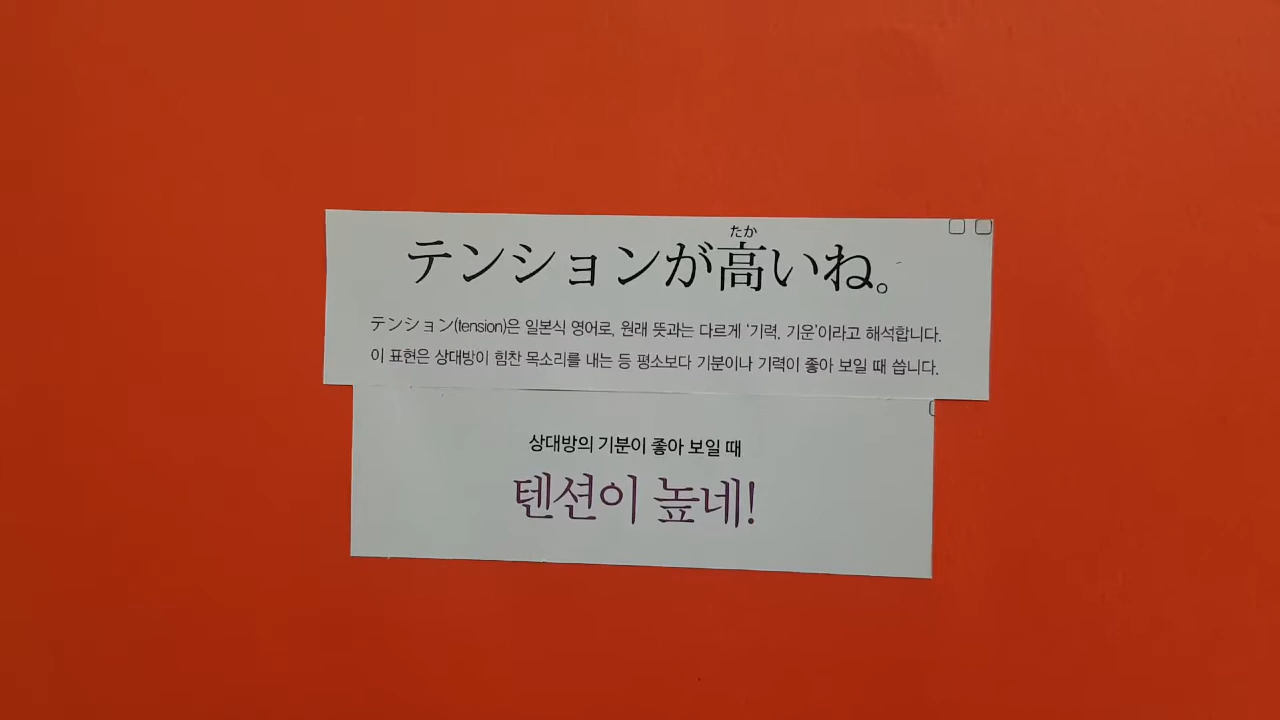 たか
テンションが高いね。
テンション(tension)은 일본식 영어로, 원래 뜻과는 다르게 ‘기력, 기운’이라고 해석합니다.
이 표현은 상대방이 힘찬 목소리를 내는 등 평소보다 기분이나 기력이 좋아 보일 때 씁니다.
상대방의 기분이 좋아 보일 때
텐션이 높네!